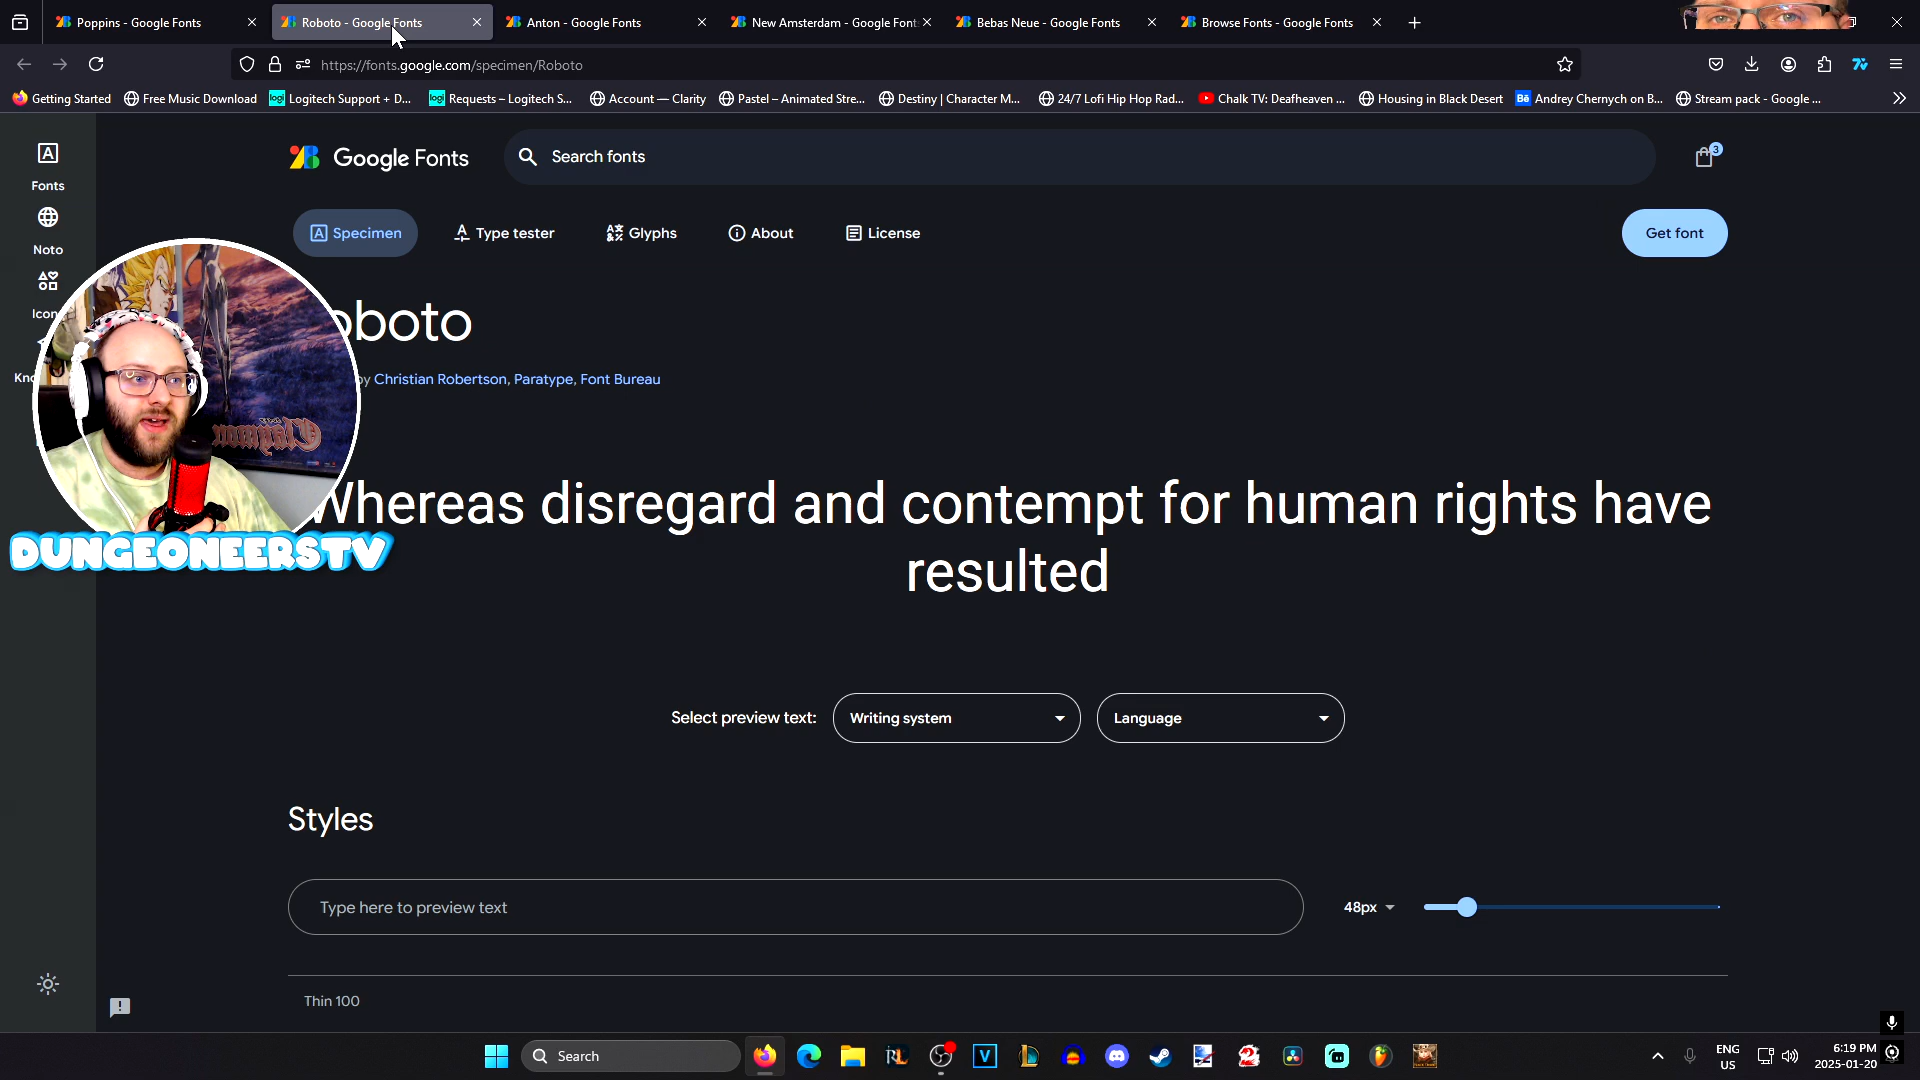 Poppins - Google Fonts
Roboto - Google Fonts
Anton - Google Fonts
New Amsterdam - Google Font
Bebas Neue - Google Fonts
Browse Fonts - Google Fonts
https://fonts.google.com/specimen/Roboto
Getting Started
Free Music Download
Logitech Support + D...
Requests – Logitech S...
Account — Clarity
Pastel – Animated Stre...
Destiny | Character M...
24/7 Lofi Hip Hop Rad...
Chalk TV: Deafheaven ...
Housing in Black Desert
Andrey Chernych on B...
Stream pack - Google ...
Google Fonts
Search fonts
3
Fonts
Noto
Icon
Kno
Specimen
Type tester
Glyphs
About
License
Get font
oboto
by Christian Robertson, Paratype, Font Bureau
Whereas disregard and contempt for human rights have
resulted
DUNGEONEERSTV
Select preview text:
Writing system
Language
Styles
Type here to preview text
48px
Thin 100
Search
ENG
US
6:19 PM
2025-01-20